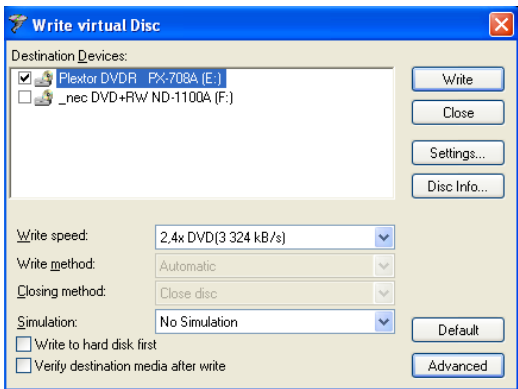 Write virtual Disc
Destination Devices:
Plextor DVDR PX-708A (E:)
_nec DVD+RW ND-1100A (F:)
Write
Close
Settings...
Disc Info...
Write speed: 2,4x DVD(3 324 kB/s)
Write method: Automatic
Closing method: Close disc
Simulation: No Simulation
Write to hard disk first
Verify destination media after write
Default
Advanced